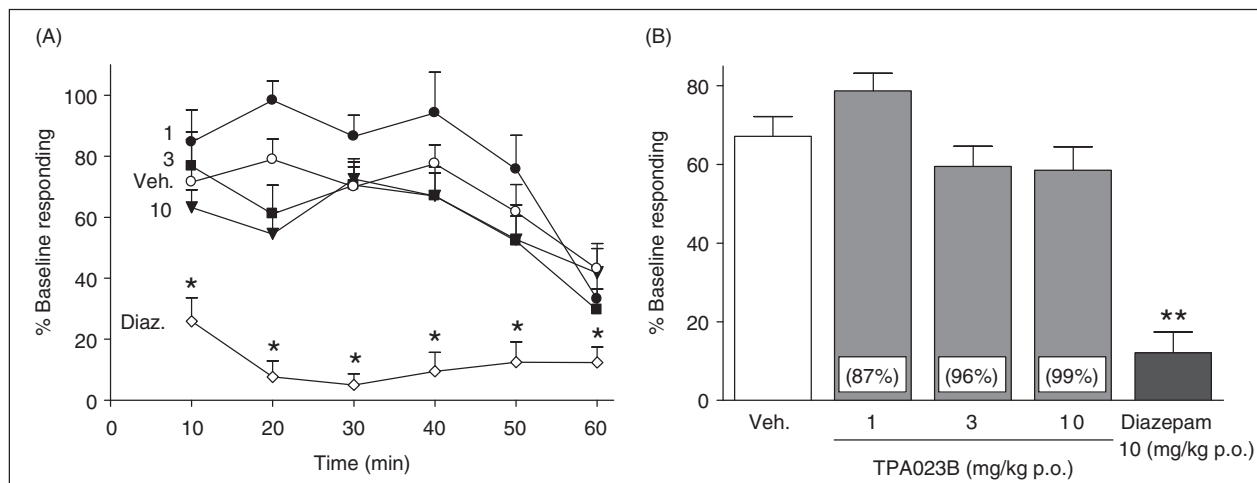 (A)
% Baseline responding
100
80
60
40
20
0
1
3
Veh.
10
Diaz.
*
*
*
*
*
*
0 10 20 30 40 50 60
Time (min)
(B)
% Baseline responding
80
60
40
20
0
**
(87%) (96%) (99%)
Veh. 1 3 10 Diazepam
10 (mg/kg p.o.)
TPA023B (mg/kg p.o.)